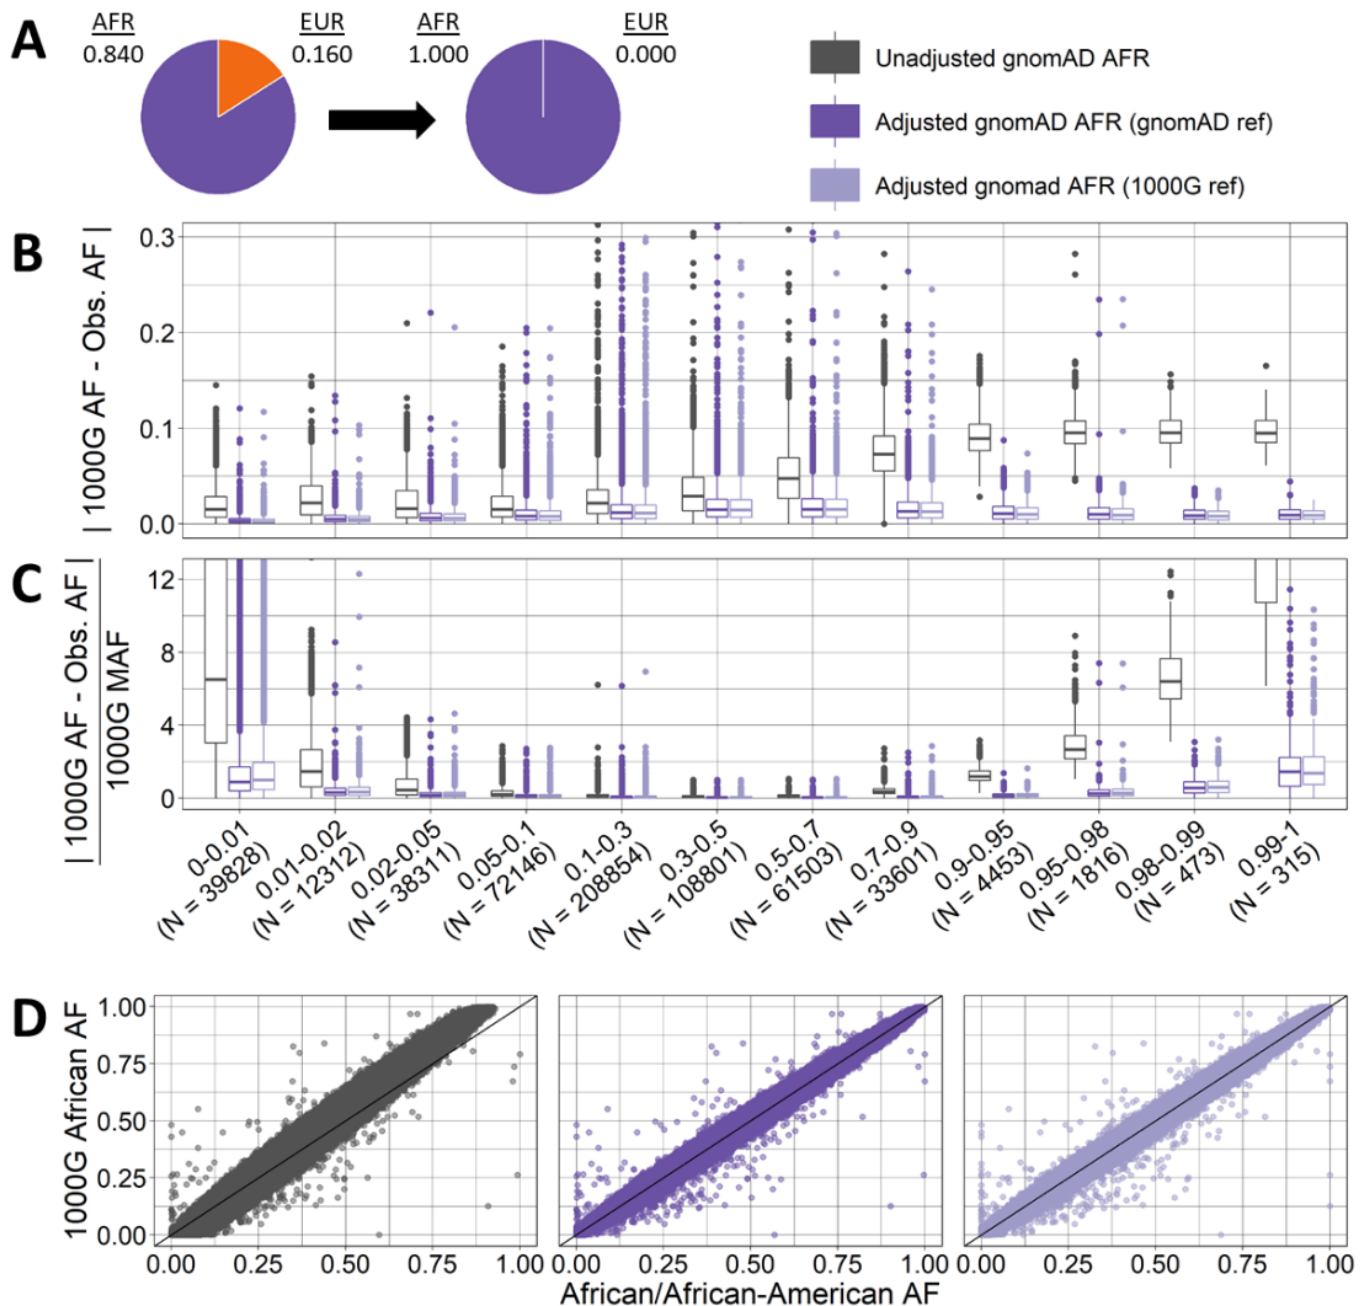 A
AFR
0.840
EUR
0.160
AFR
1.000
EUR
0.000
Unadjusted gnomAD AFR
Adjusted gnomAD AFR (gnomAD ref)
Adjusted gnomad AFR (1000G ref)
B
| 1000G AF - Obs. AF |
0.3
0.2
0.1
0.0
C
| 1000G AF - Obs. AF |
1000G MAF
12
8
4
0
0-0.01
(N = 39828)
0.01-0.02
(N = 12312)
0.02-0.05
(N = 38311)
0.05-0.1
(N = 72146)
0.1-0.3
(N = 208854)
0.3-0.5
(N = 108801)
0.5-0.7
(N = 61503)
0.7-0.9
(N = 33601)
0.9-0.95
(N = 4453)
0.95-0.98
(N = 1816)
0.98-0.99
(N = 473)
0.99-1
(N = 315)
D
1000G African AF
1.00
0.75
0.50
0.25
0.00
0.00 0.25 0.50 0.75 1.00
0.00 0.25 0.50 0.75 1.00
0.00 0.25 0.50 0.75 1.00
African/African-American AF